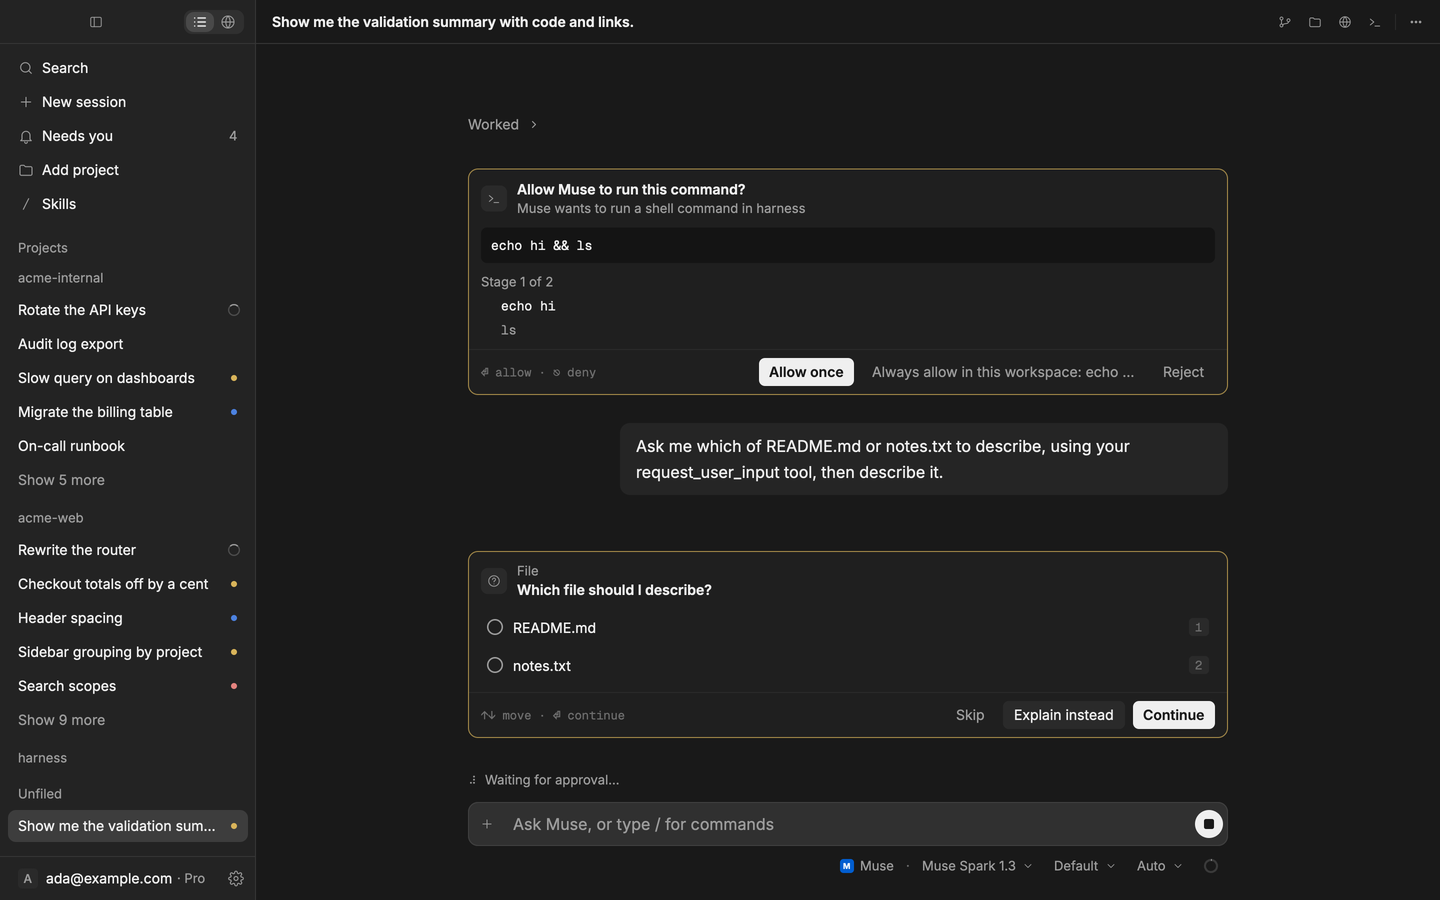 Show me the validation summary with code and links.
Search
New session
Needs you 4
Add project
Skills
Projects
acme-internal
Rotate the API keys
Audit log export
Slow query on dashboards
Migrate the billing table
On-call runbook
Show 5 more
acme-web
Rewrite the router
Checkout totals off by a cent
Header spacing
Sidebar grouping by project
Search scopes
Show 9 more
harness
Unfiled
Show me the validation sum...
A ada@example.com · Pro
Worked
Allow Muse to run this command?
Muse wants to run a shell command in harness
echo hi && ls
Stage 1 of 2
echo hi
ls
allow · deny
Allow once
Always allow in this workspace: echo ...
Reject
Ask me which of README.md or notes.txt to describe, using your
request_user_input tool, then describe it.
File
Which file should I describe?
README.md 1
notes.txt 2
move · continue
Skip
Explain instead
Continue
Waiting for approval...
Ask Muse, or type / for commands
M Muse · Muse Spark 1.3 Default Auto